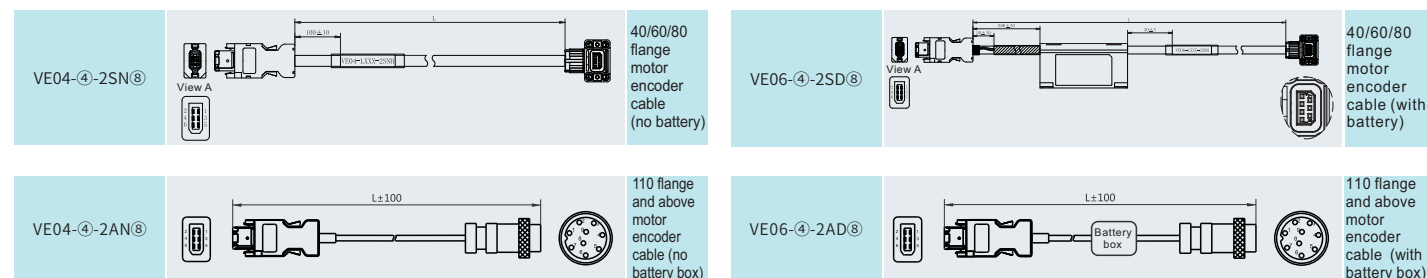 VE04-④-2SN⑧
L
100±10
VE04-LXXX-2SN8
View A
40/60/80
flange
motor
encoder
cable
(no battery)
VE06-④-2SD⑧
L
View A
40/60/80
flange
motor
encoder
cable (with
battery)
VE04-④-2AN⑧
L±100
110 flange
and above
motor
encoder
cable (no
battery box)
VE06-④-2AD⑧
L±100
Battery
box
110 flange
and above
motor
encoder
cable (with
battery box)